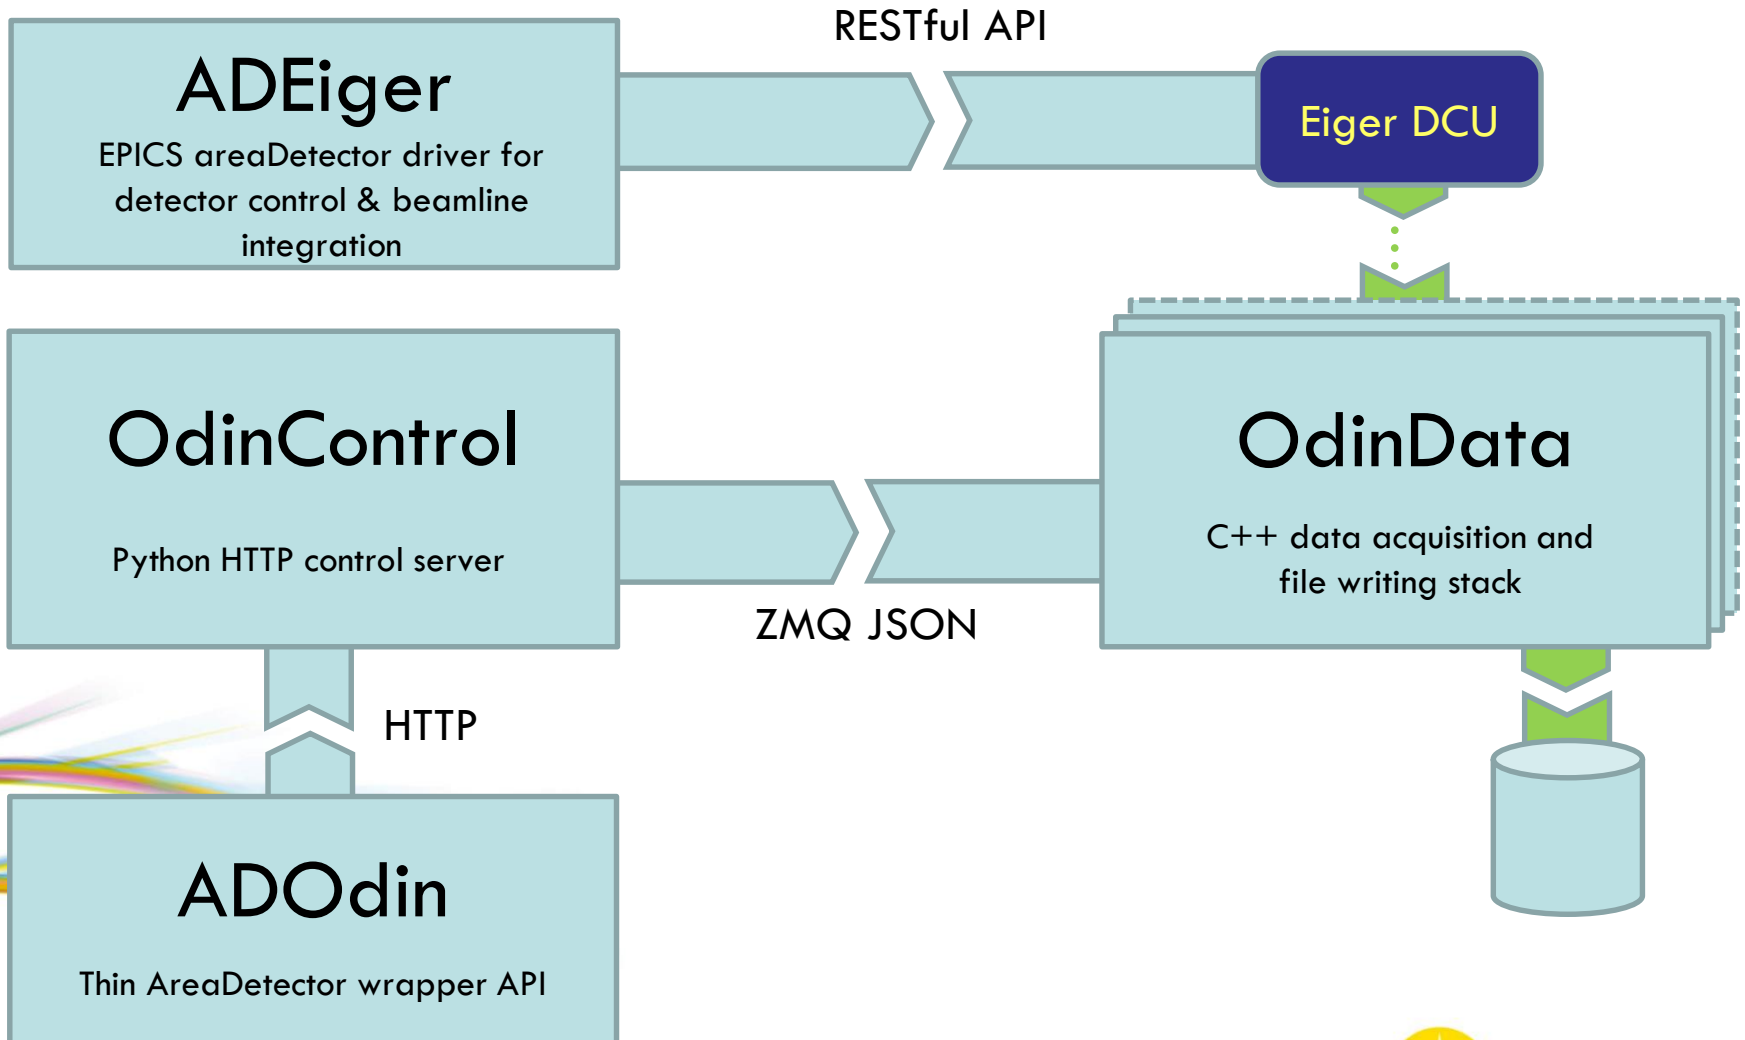 RESTful API
ADEiger
EPICS areaDetector driver for
detector control & beamline
integration
Eiger DCU
OdinControl
Python HTTP control server
ZMQ JSON
OdinData
C++ data acquisition and
file writing stack
HTTP
ADOdin
Thin AreaDetector wrapper API